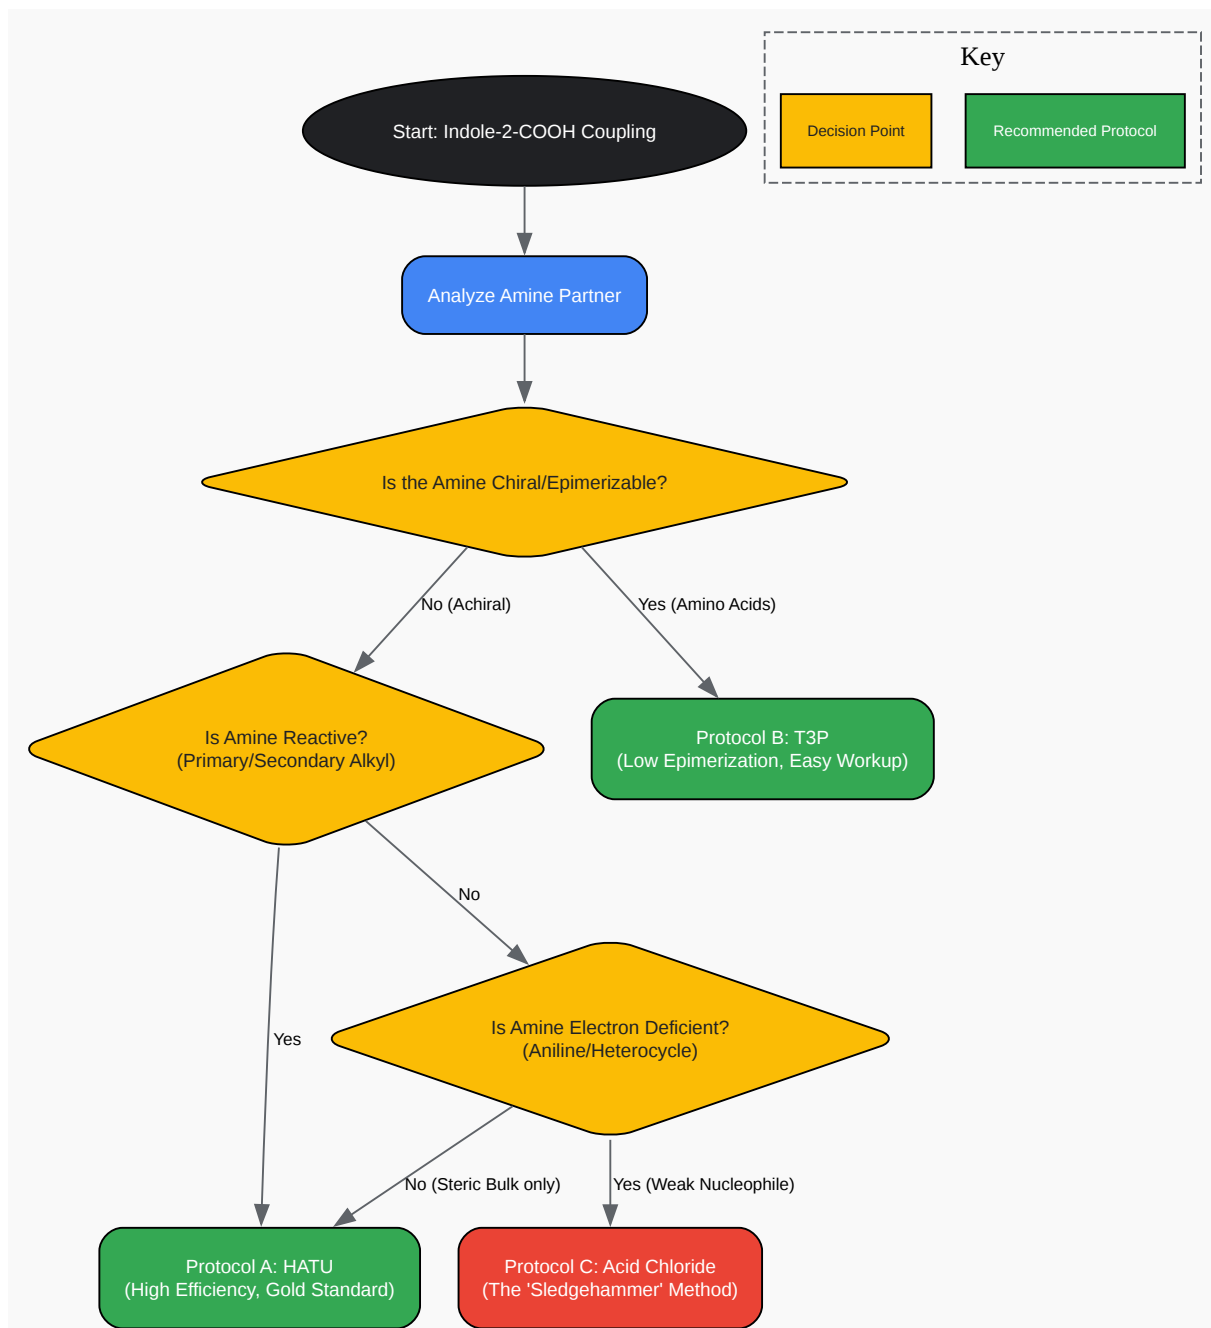 Key
Decision Point
Recommended Protocol
Start: Indole-2-COOH Coupling
Analyze Amine Partner
Is the Amine Chiral/Epimerizable?
No (Achiral)
Yes (Amino Acids)
Is Amine Reactive?
(Primary/Secondary Alkyl)
Protocol B: T3P
(Low Epimerization, Easy Workup)
No
Is Amine Electron Deficient?
(Aniline/Heterocycle)
Yes
No (Steric Bulk only)
Yes (Weak Nucleophile)
Protocol A: HATU
(High Efficiency, Gold Standard)
Protocol C: Acid Chloride
(The 'Sledgehammer' Method)